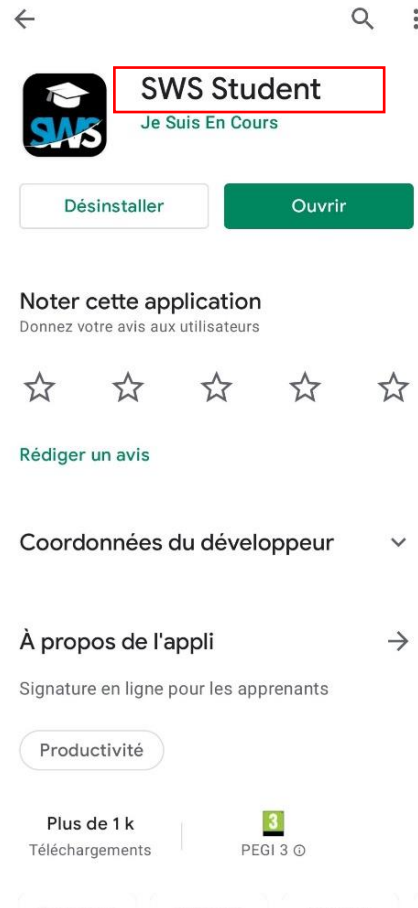 SWS Student
SWS
Je Suis En Cours
Désinstaller
Ouvrir
Noter cette application
Donnez votre avis aux utilisateurs
Rédiger un avis
Coordonnées du développeur
À propos de l'appli
Signature en ligne pour les apprenants
Productivité
Plus de 1 k
Téléchargements
3
PEGI 3